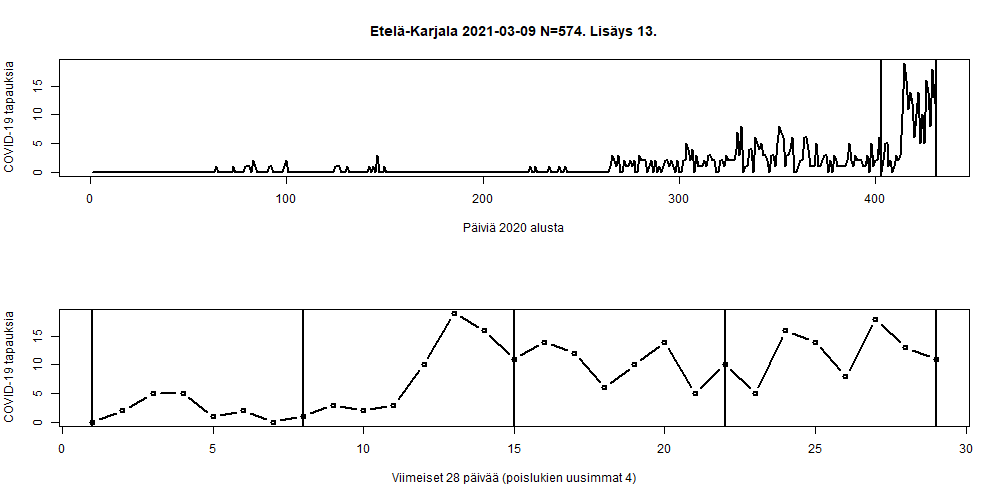 Etelä-Karjala 2021-03-09 N=574. Lisäys 13.
COVID-19 tapauksia
0 5 10 15
0 100 200 300 400
Päiviä 2020 alusta
COVID-19 tapauksia
0 5 10 15
0 5 10 15 20 25 30
Viimeiset 28 päivää (poislukien uusimmat 4)